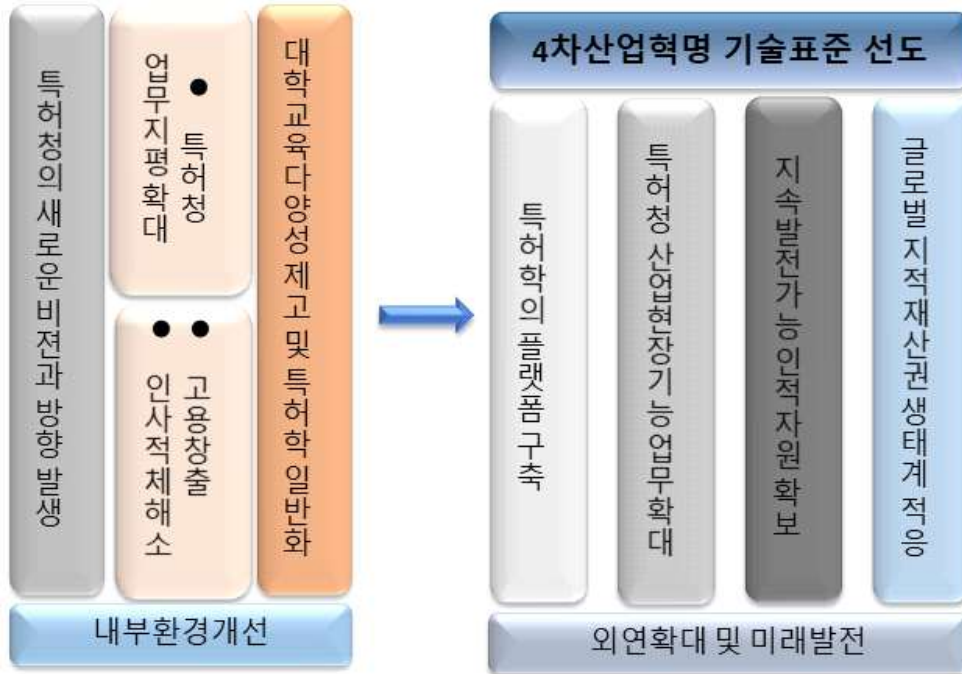 특허청의 새로운 비젼과 방향 발생
● 특허청
업무지평확대
● 고용창출
● 인사적체해소
대학교육다양성 제고 및 특허학 일반화
내부환경개선
4차산업혁명 기술표준 선도
특허학의 플랫폼 구축
특허청 산업현장기능업무확대
지속발전가능 인적자원 확보
글로벌 지적재산권 생태계 적응
외연확대 및 미래발전